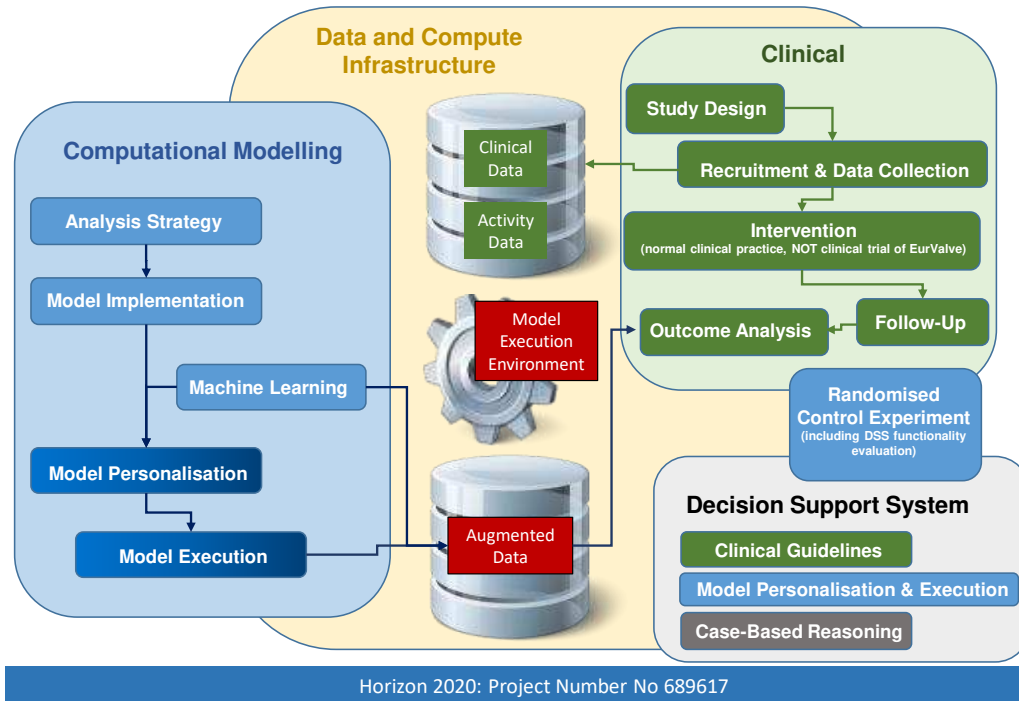 Data and Compute
Infrastructure
Clinical
Study Design
Recruitment & Data Collection
Intervention
(normal clinical practice, NOT clinical trial of EurValve)
Follow-Up
Outcome Analysis
Clinical
Data
Activity
Data
Model
Execution
Environment
Augmented
Data
Computational Modelling
Analysis Strategy
Model Implementation
Machine Learning
Model Personalisation
Model Execution
Randomised
Control Experiment
(including DSS functionality
evaluation)
Decision Support System
Clinical Guidelines
Model Personalisation & Execution
Case-Based Reasoning
Horizon 2020: Project Number No 689617